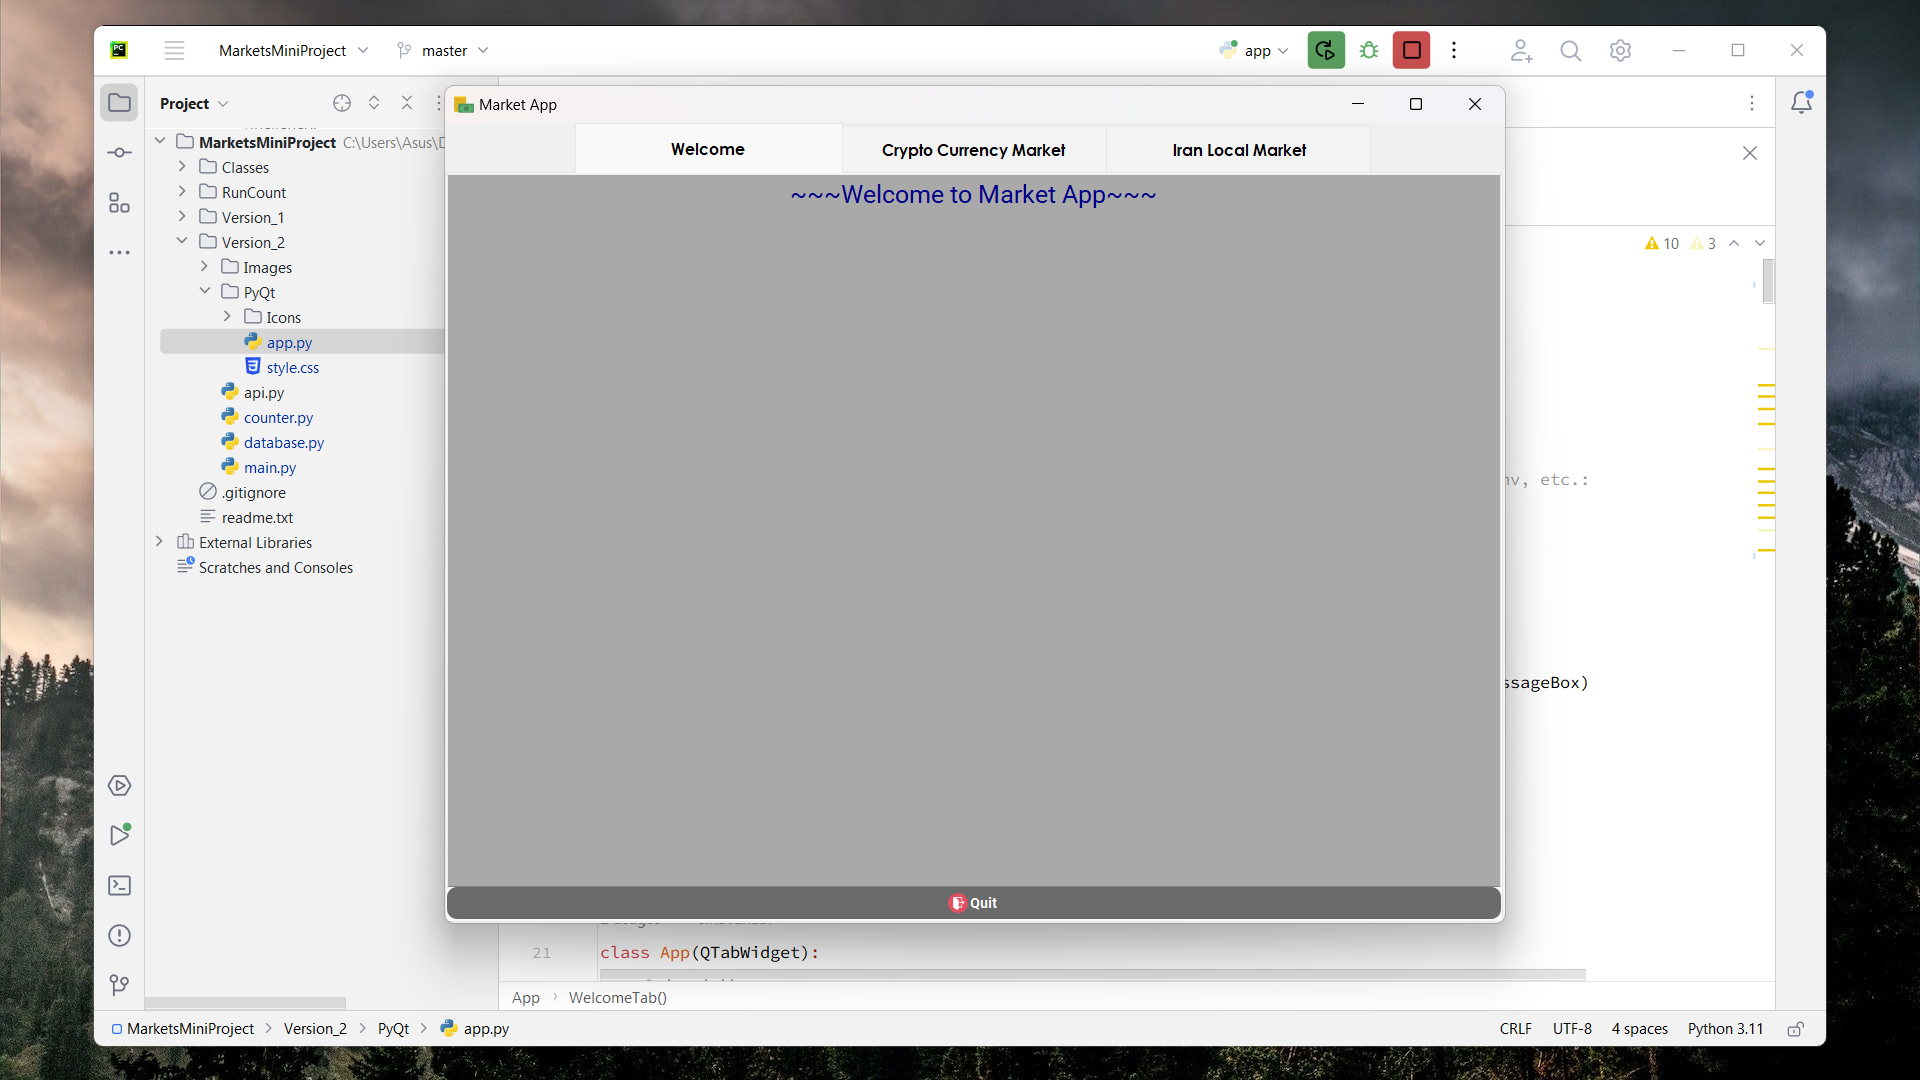 MarketsMiniProject
master
app
Project
MarketsMiniProject C:\Users\Asus\D
Classes
RunCount
Version_1
Version_2
Images
PyQt
Icons
app.py
style.css
api.py
counter.py
database.py
main.py
.gitignore
readme.txt
External Libraries
Scratches and Consoles
Market App
Welcome
Crypto Currency Market
Iran Local Market
~~~Welcome to Market App~~~
Quit
10
3
nv, etc.:
ssageBox)
21
class App(QTabWidget):
App
WelcomeTab()
MarketsMiniProject > Version_2 > PyQt > app.py
CRLF
UTF-8
4 spaces
Python 3.11